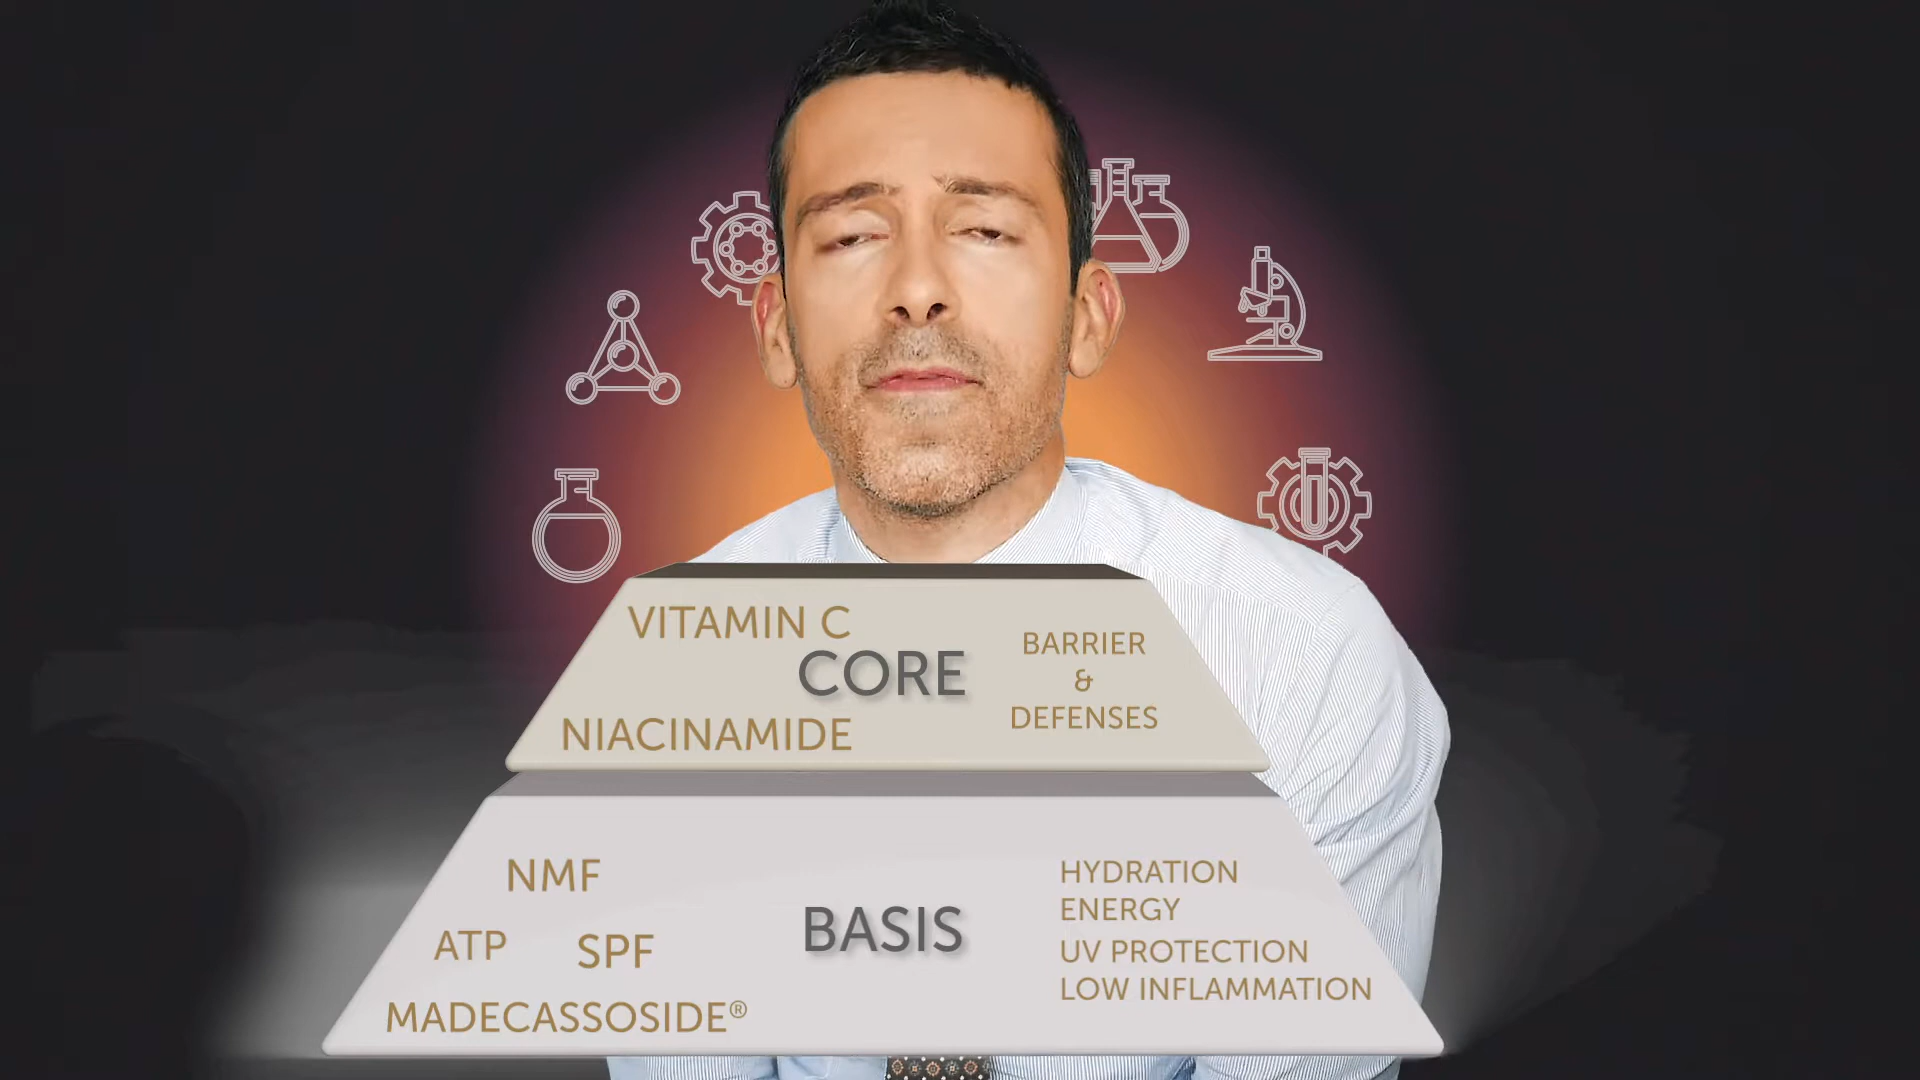 VITAMIN C
CORE
NIACINAMIDE
BARRIER
&
DEFENSES
NMF
ATP SPF
MADECASSOSIDE®
BASIS
HYDRATION
ENERGY
UV PROTECTION
LOW INFLAMMATION